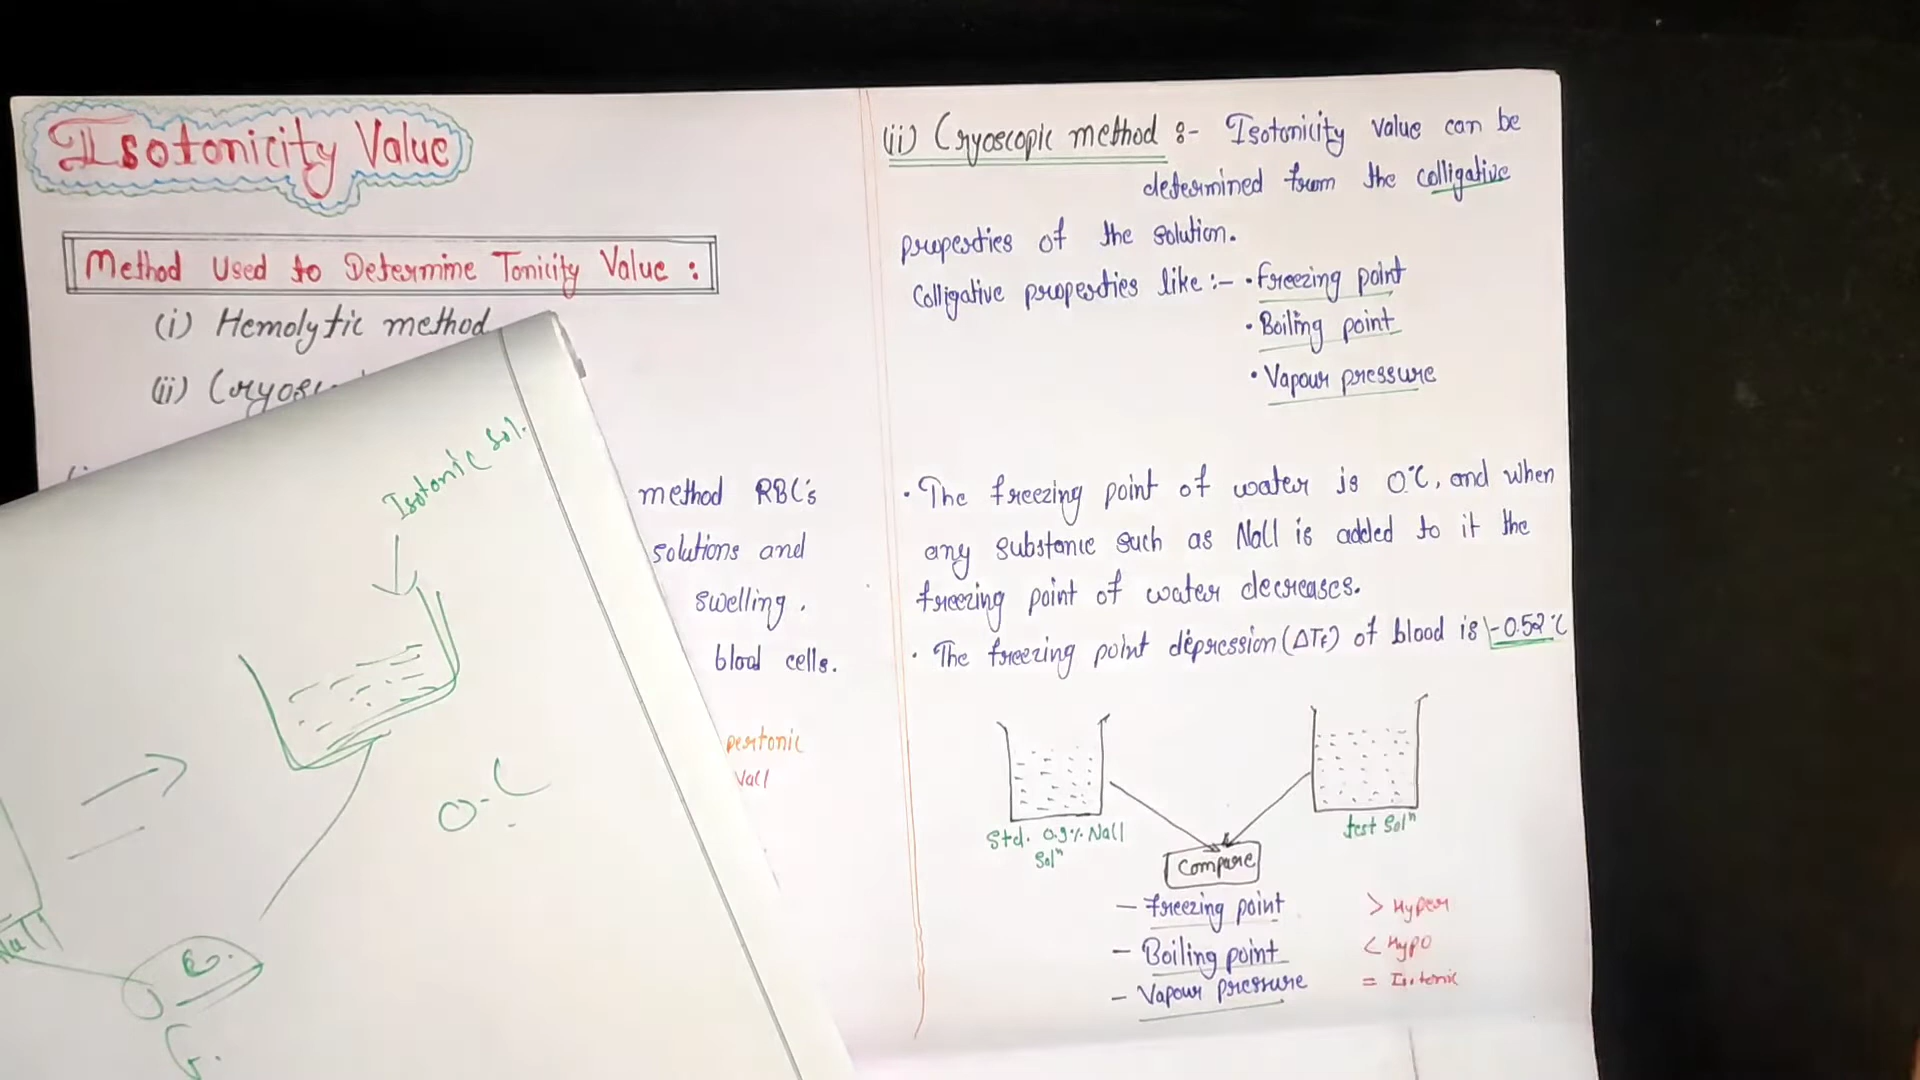 Isotonicity Value
Method Used to Determine Tonicity Value :
(i) Hemolytic method
(ii) Cryosc
method RBC's
solutions and
swelling.
blood cells.
pertonic
Nacl
Isotonic Sol.
(ii) Cryoscopic method :- Isotonicity value can be
determined from the colligative
properties of the solution.
Colligative properties like :- • Freezing point
• Boiling point
• Vapour pressure
• The freezing point of water is 0°C, and when
any substance such as Nacl is added to it the
freezing point of water decreases.
• The freezing point depression (ΔTf) of blood is -0.52°C
Std. 0.9% Nacl
Solⁿ
test Solⁿ
Compare
- Freezing point
- Boiling point
- Vapour pressure
> Hyper
< Hypo
= Isotonic